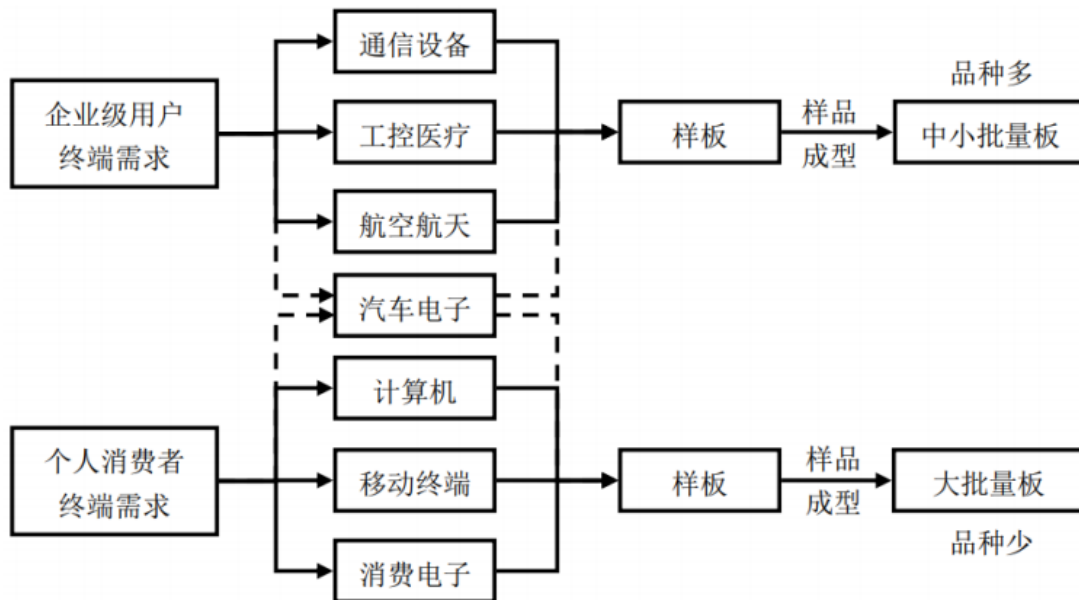 企业级用户
终端需求
通信设备
工控医疗
航空航天
汽车电子
样板
样品
成型
品种多
中小批量板
个人消费者
终端需求
计算机
移动终端
消费电子
样板
样品
成型
大批量板
品种少